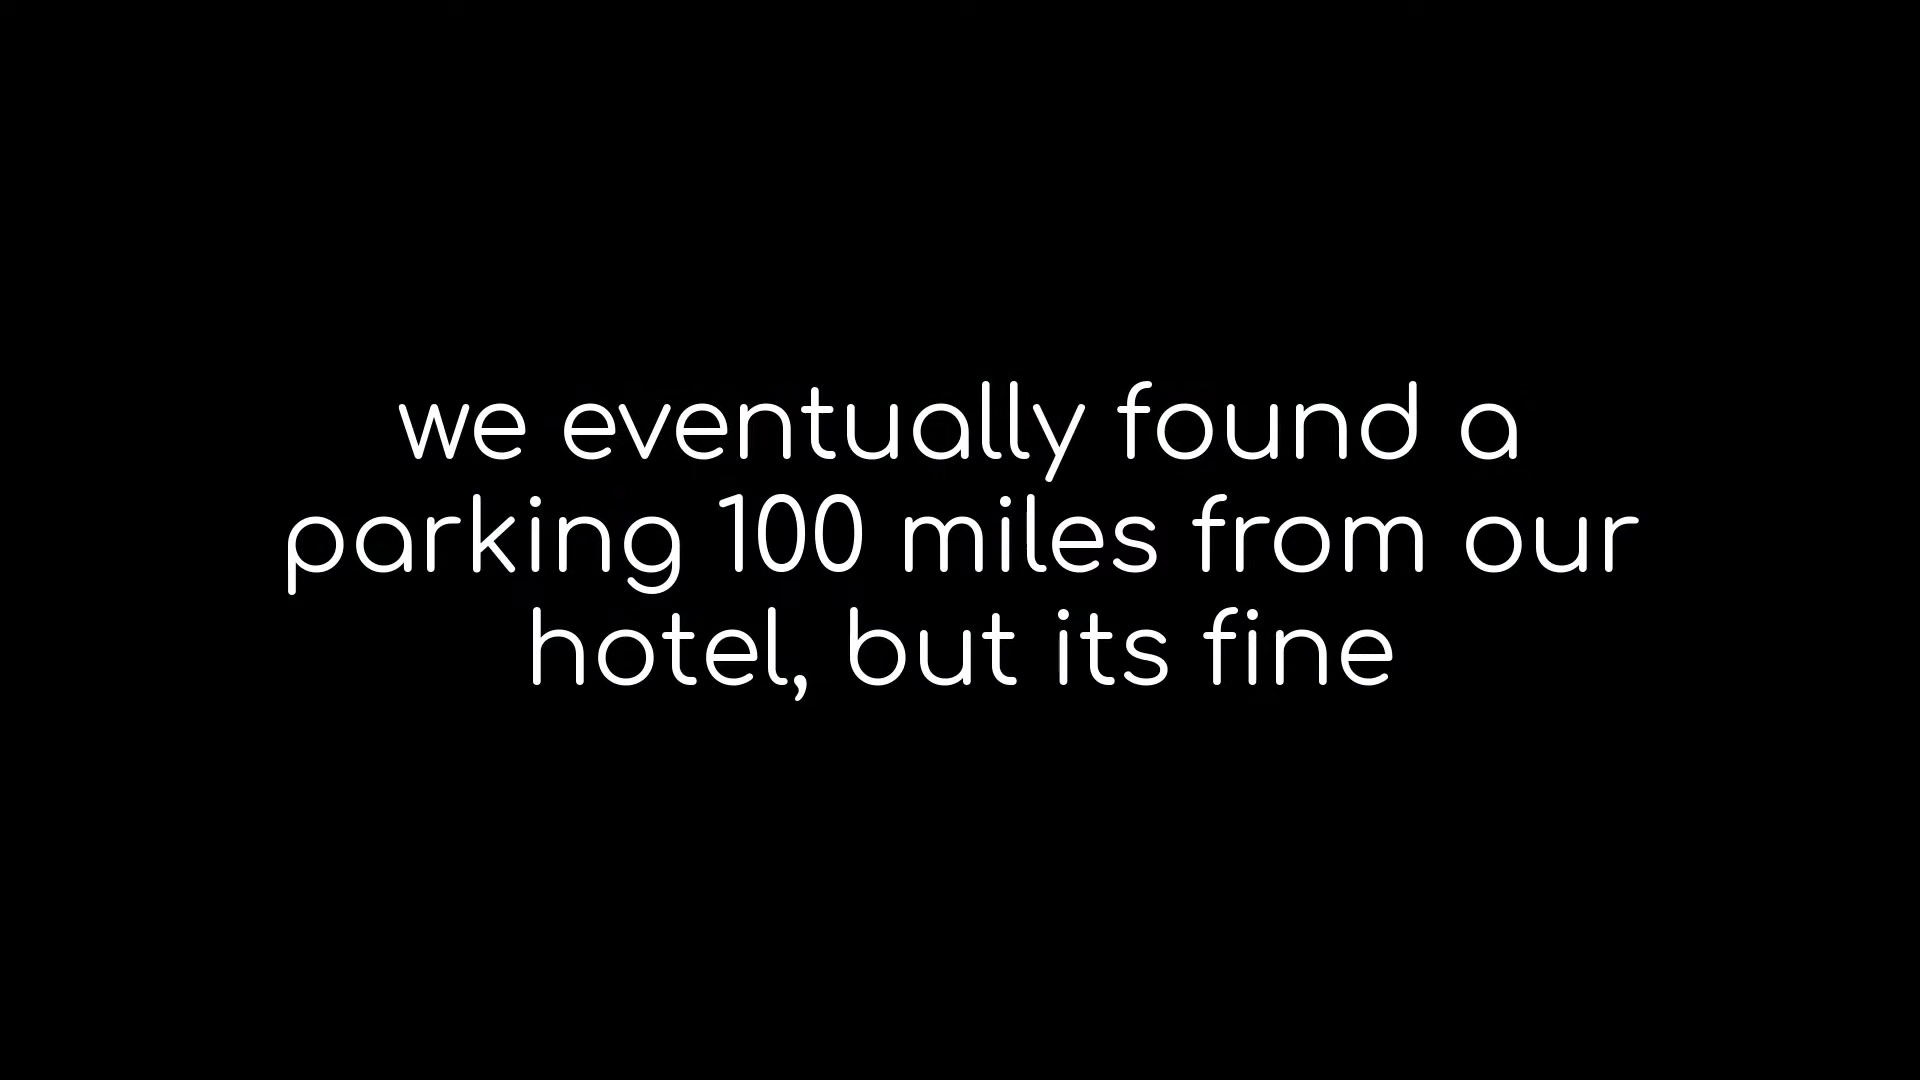 we eventually found a
parking 100 miles from our
hotel, but its fine